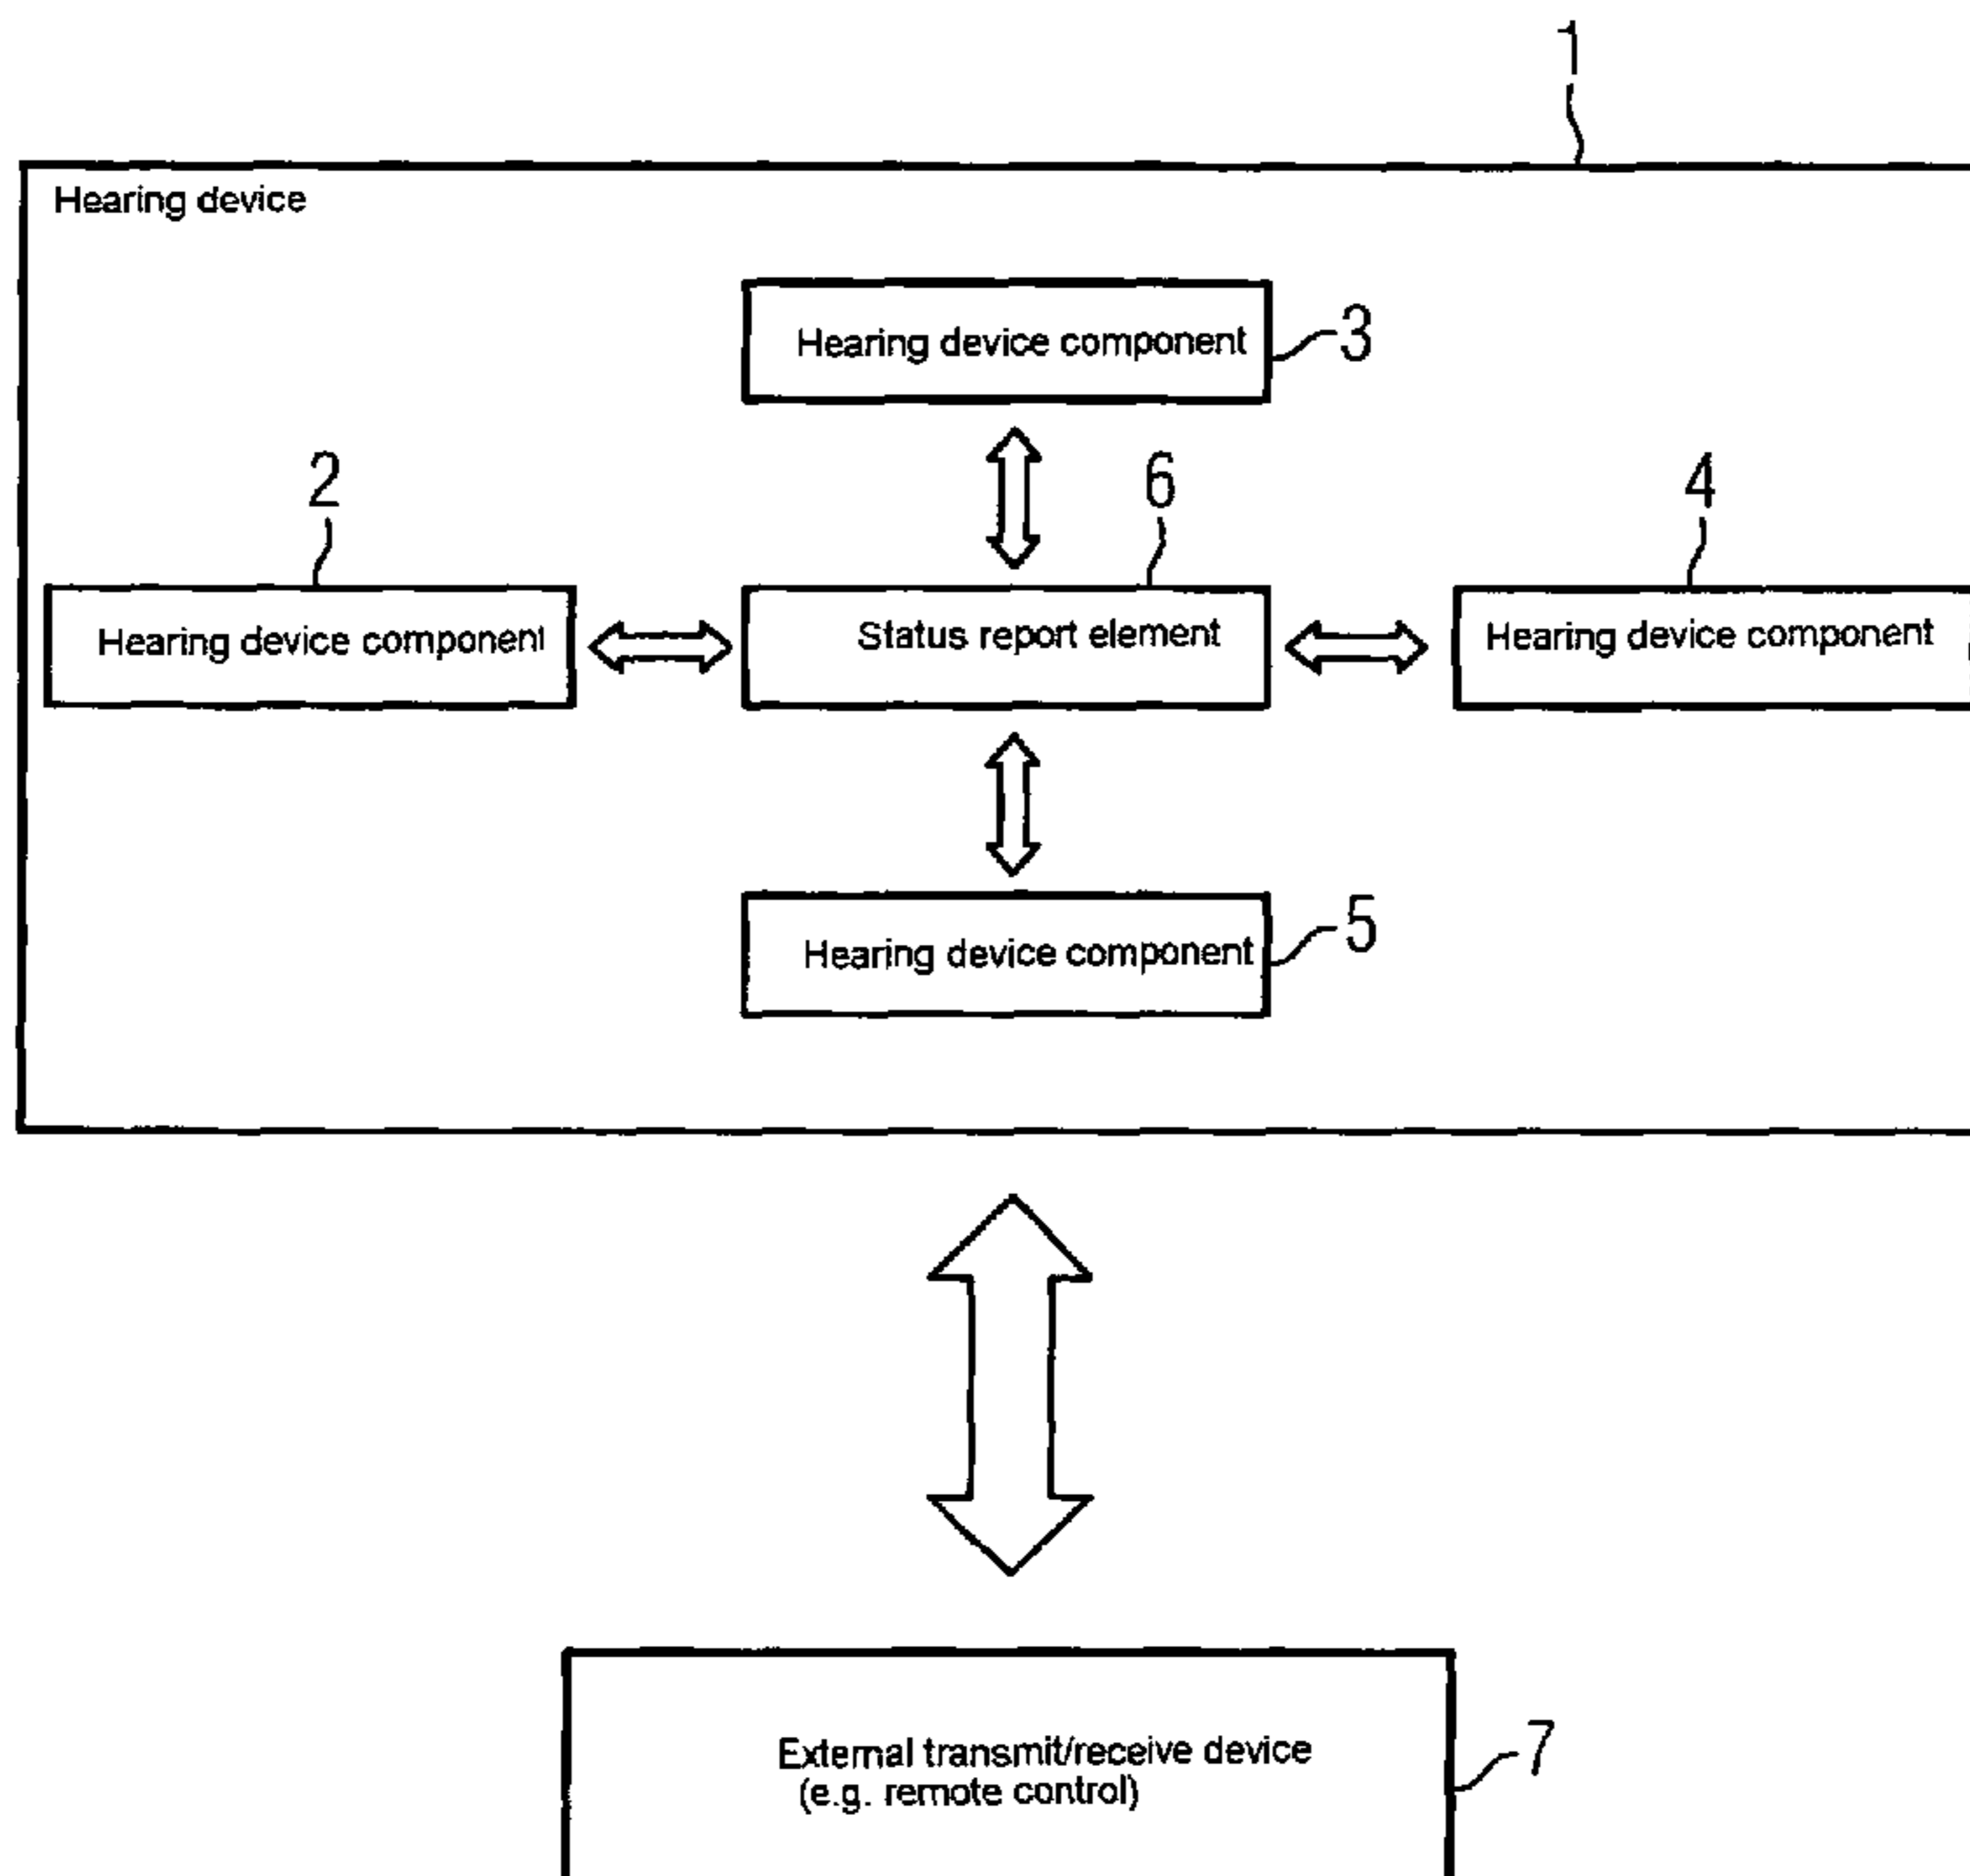 1
Hearing device
Hearing device component
3
2
6
4
Hearing device component
Status report element
Hearing device component
Hearing device component
5
External transmit/receive device
(e.g. remote control)
7